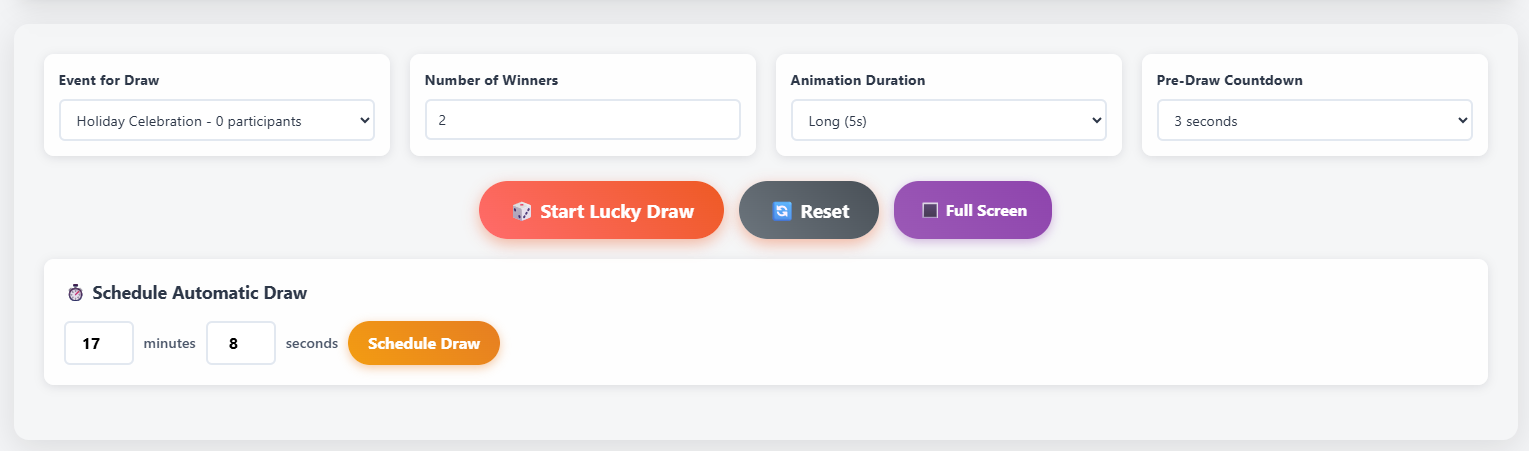 Event for Draw
Holiday Celebration - 0 participants
Number of Winners
2
Animation Duration
Long (5s)
Pre-Draw Countdown
3 seconds
🎲 Start Lucky Draw
🔄 Reset
🔳 Full Screen
⏱️ Schedule Automatic Draw
17 minutes 8 seconds Schedule Draw